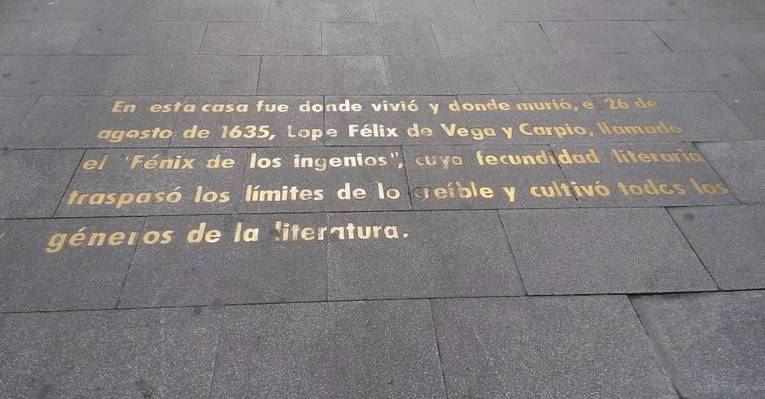 En esta casa fue donde vivió y donde murió, e 26 de
agosto de 1635, Lope Félix de Vega y Carpio, llamado
el "Fénix de los ingenios", cuya fecundidad literaria
traspasó los límites de lo creíble y cultivó todos los
géneros de la literatura.